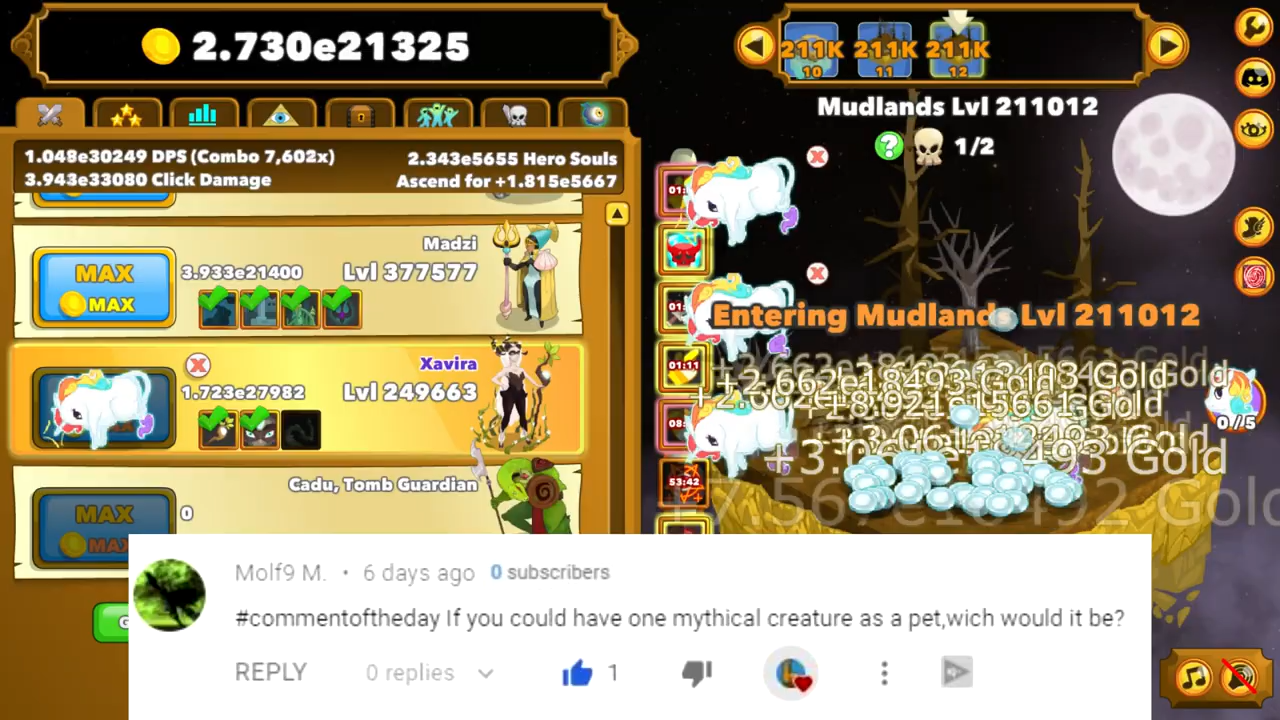 2.730e21325
1.048e30249 DPS (Combo 7,602x)
2.343e5655 Hero Souls
3.943e33080 Click Damage
Ascend for +1.815e5667
Madzi
MAX
MAX
3.933e21400
Lvl 377577
Xavira
1.723e27982
Lvl 249663
Cadu, Tomb Guardian
MAX
0
211K
10
211K
11
211K
12
Mudlands Lvl 211012
1/2
Entering Mudlands Lvl 211012
01:11
53:42
0/5
Molf9 M. • 6 days ago 0 subscribers
#commentoftheday If you could have one mythical creature as a pet,wich would it be?
REPLY 0 replies 1